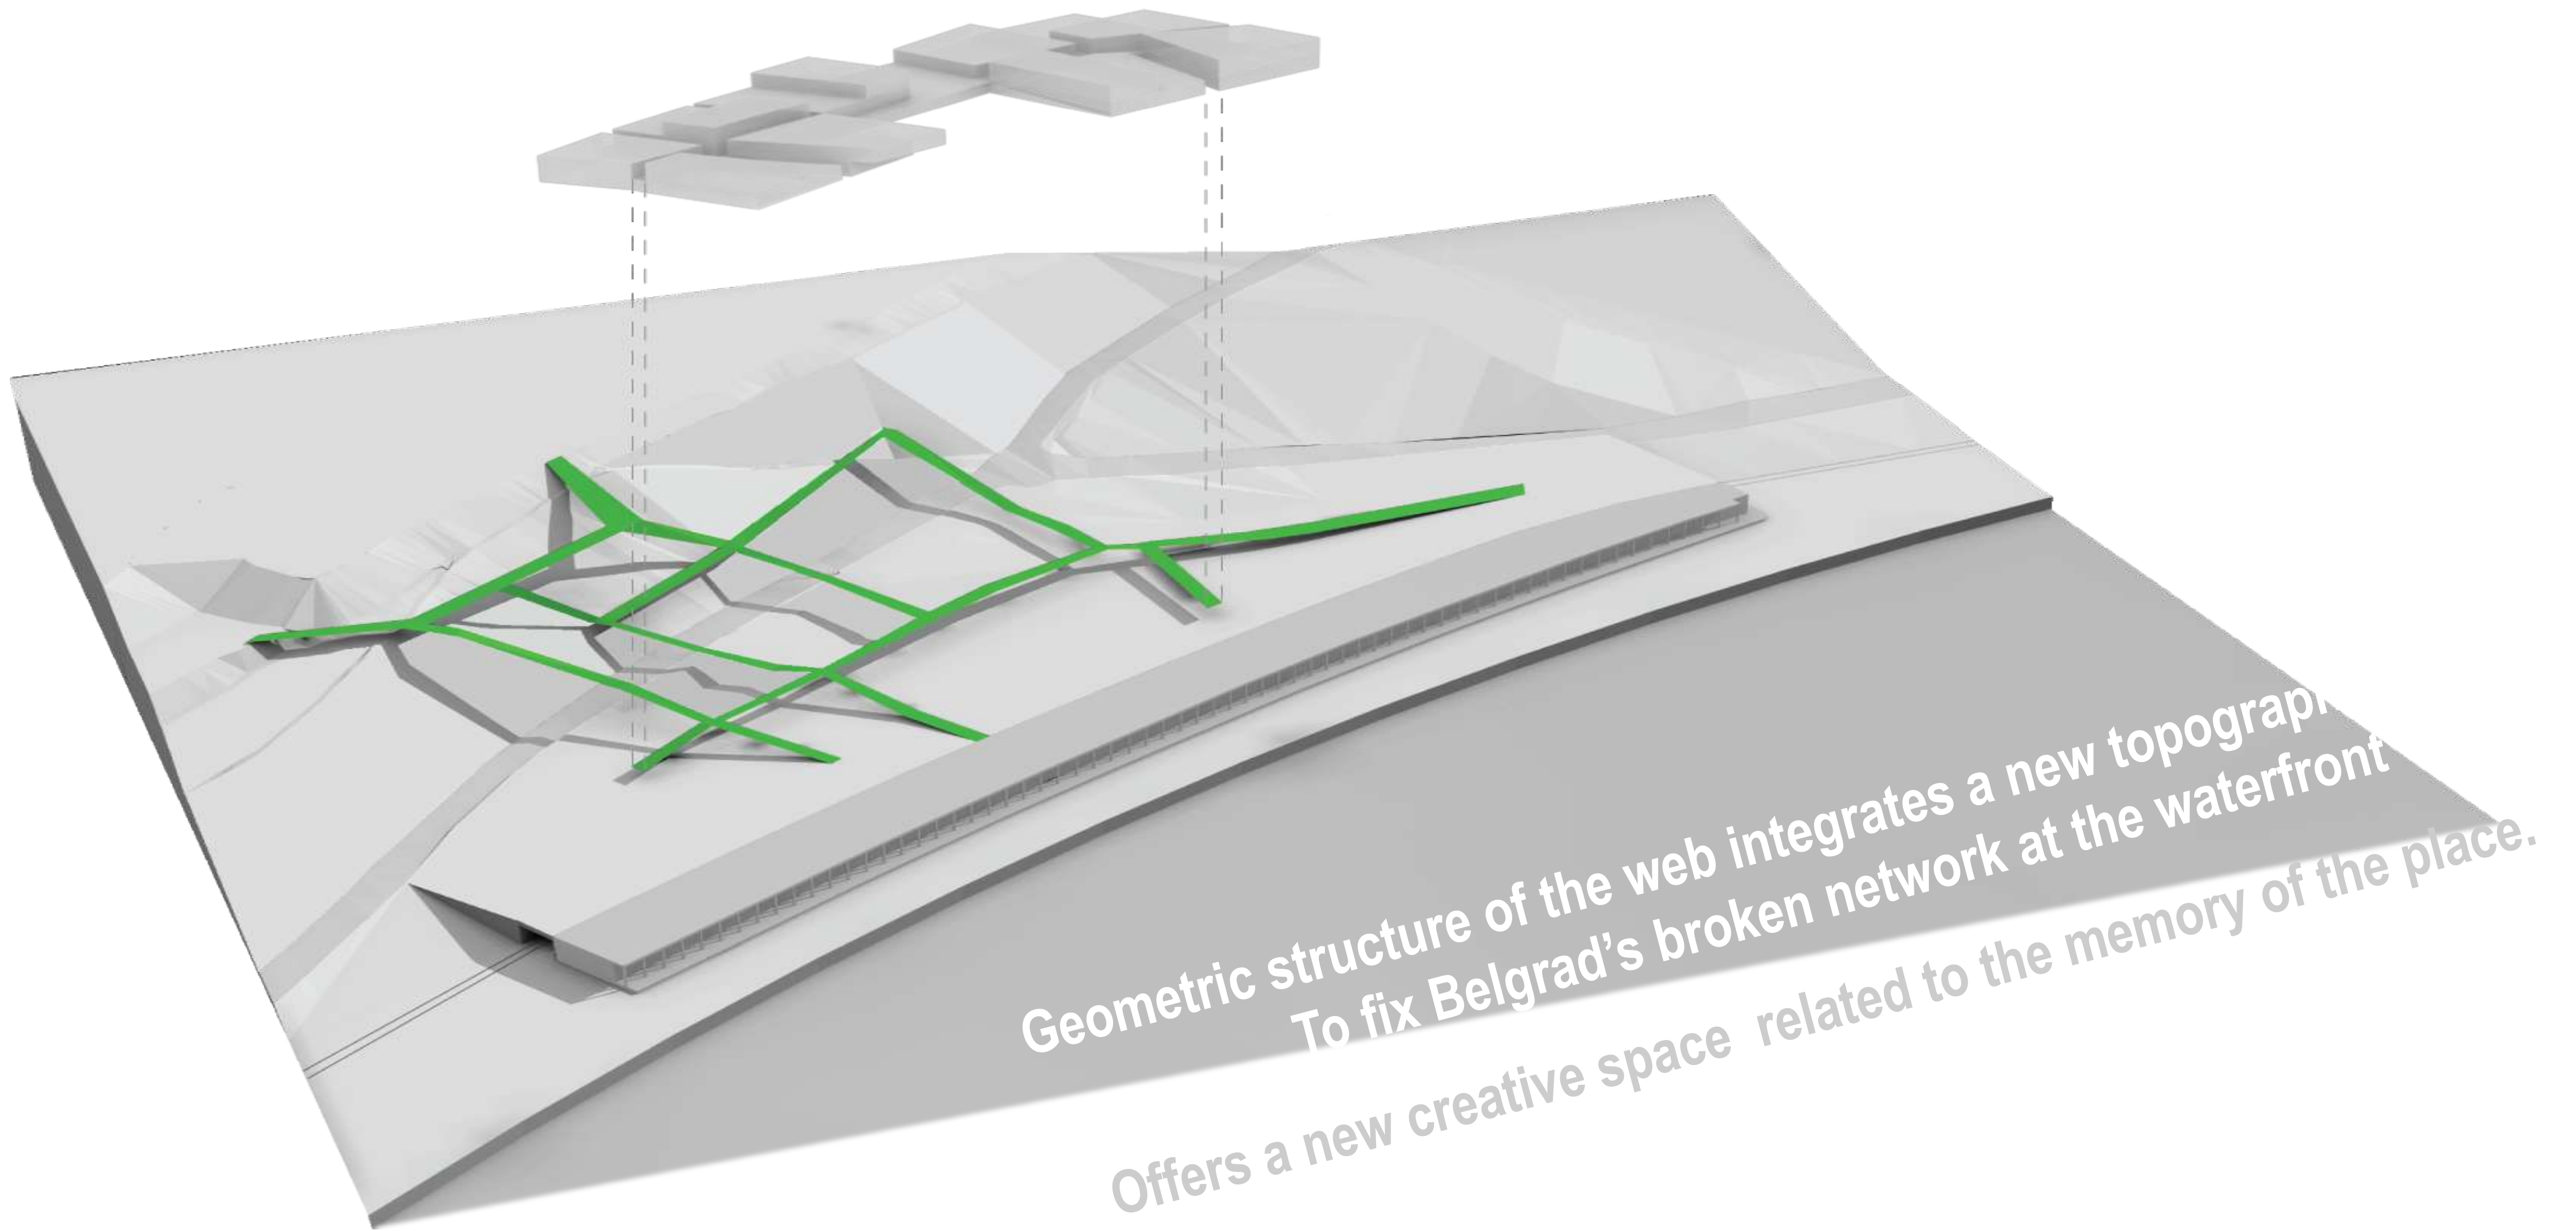 Geometric structure of the web integrates a new topograph
To fix Belgrad’s broken network at the waterfront
Offers a new creative space related to the memory of the place.